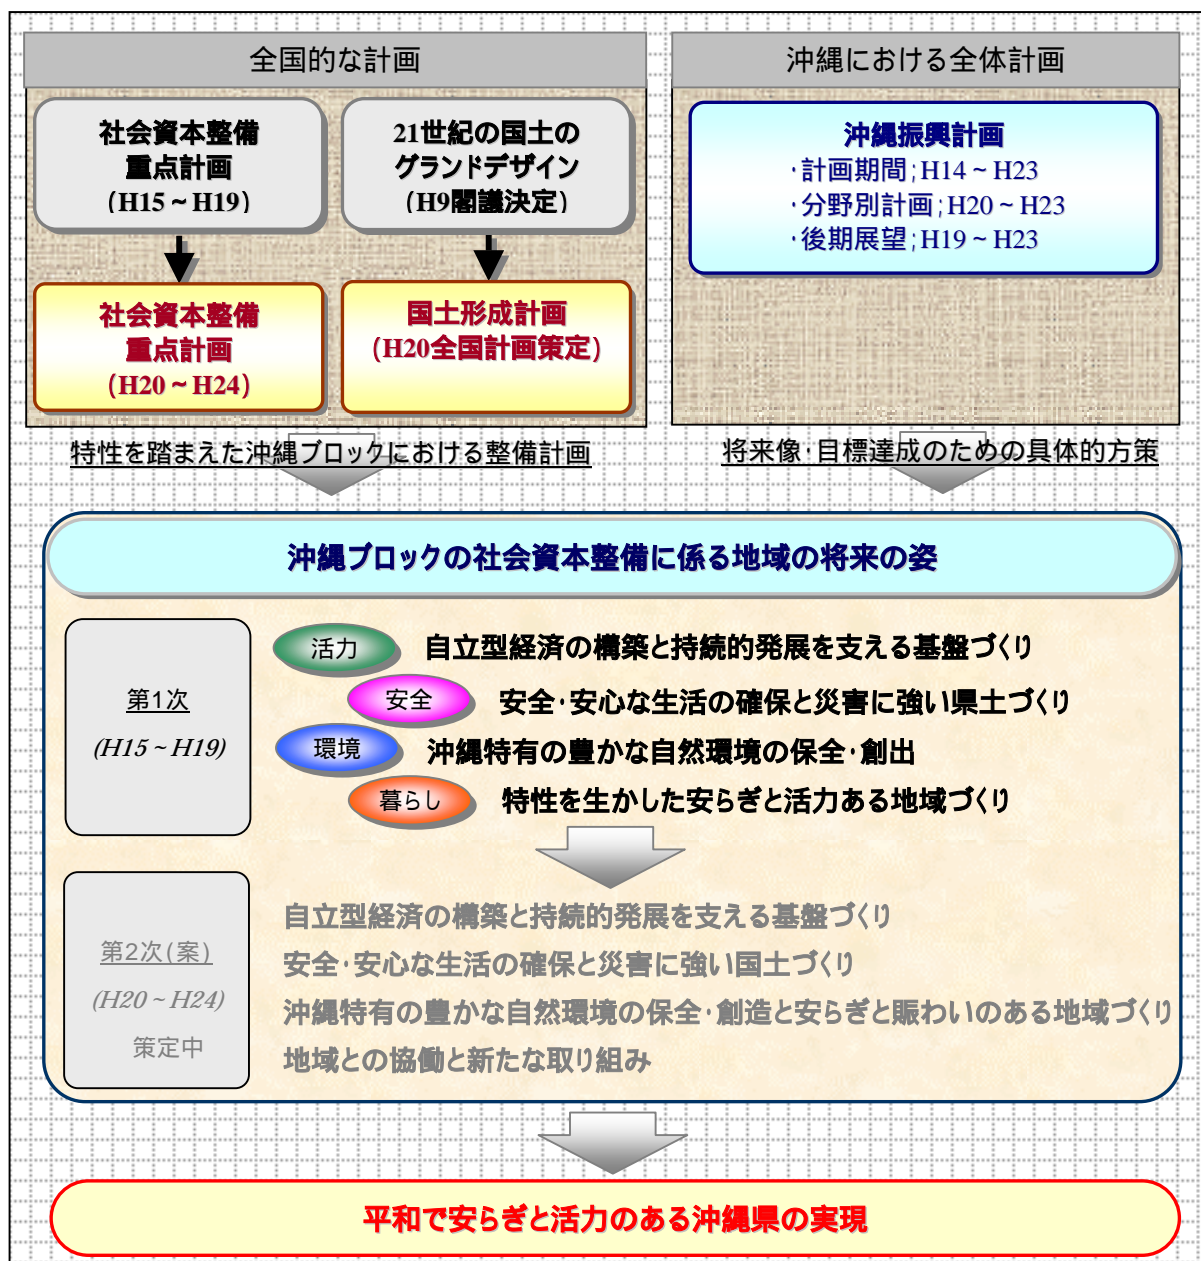 全国的な計画
社会資本整備
重点計画
(H15～H19)
21世紀の国土の
グランドデザイン
(H9閣議決定)
社会資本整備
重点計画
(H20～H24)
国土形成計画
(H20全国計画策定)
沖縄における全体計画
沖縄振興計画
･計画期間;H14～H23
･分野別計画;H20～H23
･後期展望;H19～H23
特性を踏まえた沖縄ブロックにおける整備計画
将来像･目標達成のための具体的方策
沖縄ブロックの社会資本整備に係る地域の将来の姿
第1次
(H15～H19)
活力 自立型経済の構築と持続的発展を支える基盤づくり
安全 安全･安心な生活の確保と災害に強い県土づくり
環境 沖縄特有の豊かな自然環境の保全･創出
暮らし 特性を生かした安らぎと活力ある地域づくり
第2次(案)
(H20～H24)
策定中
自立型経済の構築と持続的発展を支える基盤づくり
安全･安心な生活の確保と災害に強い国土づくり
沖縄特有の豊かな自然環境の保全･創造と安らぎと賑わいのある地域づくり
地域との協働と新たな取り組み
平和で安らぎと活力のある沖縄県の実現